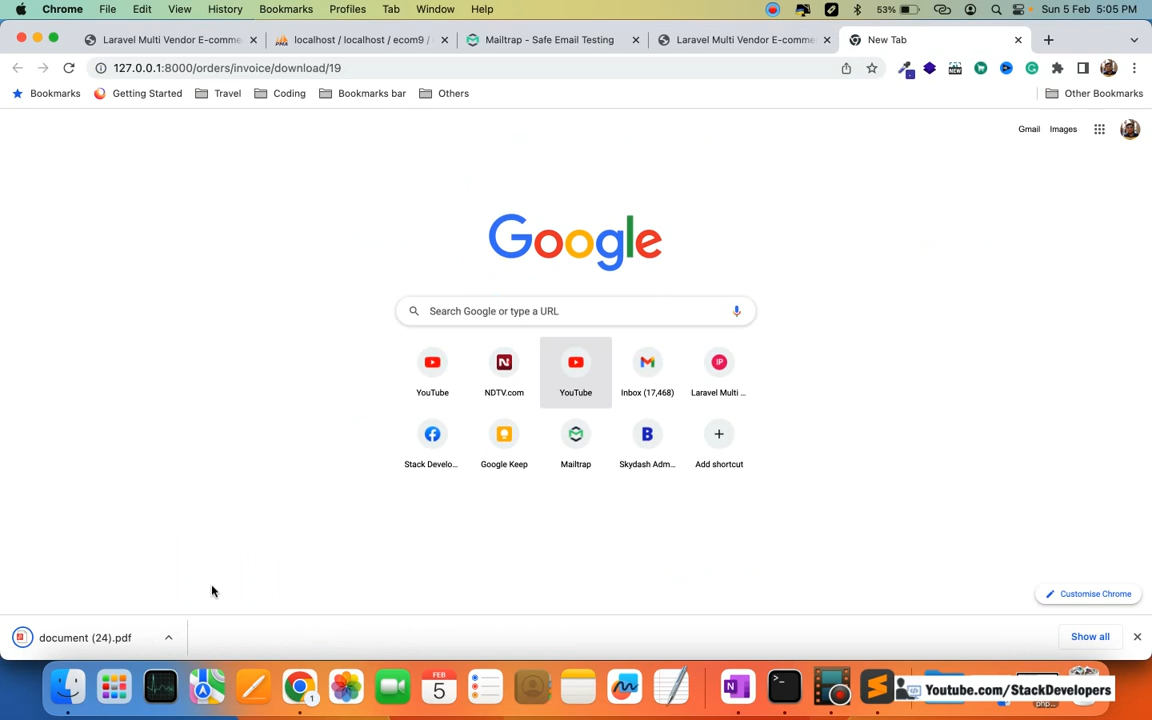 Chrome File Edit View History Bookmarks Profiles Tab Window Help 53% Sun 5 Feb 5:05 PM
Laravel Multi Vendor E-comme localhost / localhost / ecom9 / Mailtrap - Safe Email Testing Laravel Multi Vendor E-comme New Tab
127.0.0.1:8000/orders/invoice/download/19 NEW
Bookmarks Getting Started Travel Coding Bookmarks bar Others Other Bookmarks
Gmail Images
Google
Search Google or type a URL
YouTube NDTV.com YouTube Inbox (17,468) Laravel Multi ...
Stack Develo... Google Keep Mailtrap Skydash Adm... Add shortcut
Customise Chrome
document (24).pdf Show all
FEB
5
Youtube.com/StackDevelopers